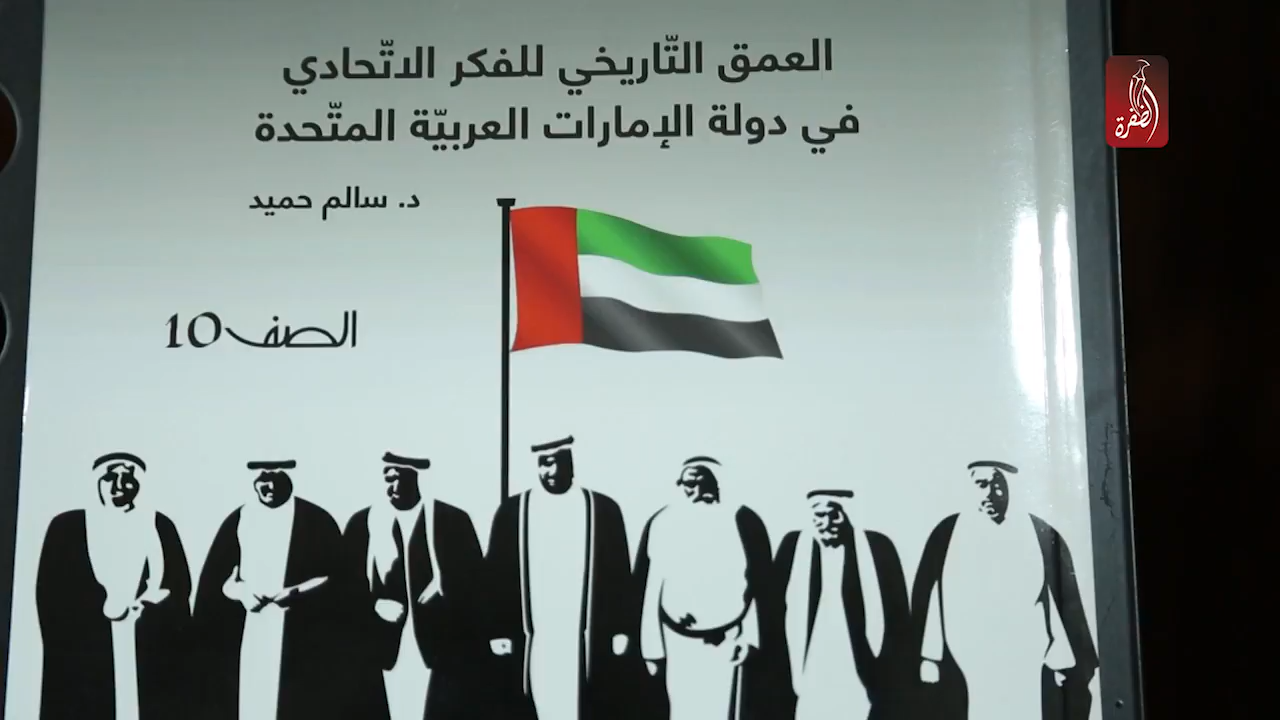 العمق التّاريخي للفكر الاتّحادي
في دولة الإمارات العربيّة المتّحدة
د. سالم حميد
الصف 10
الظفرة